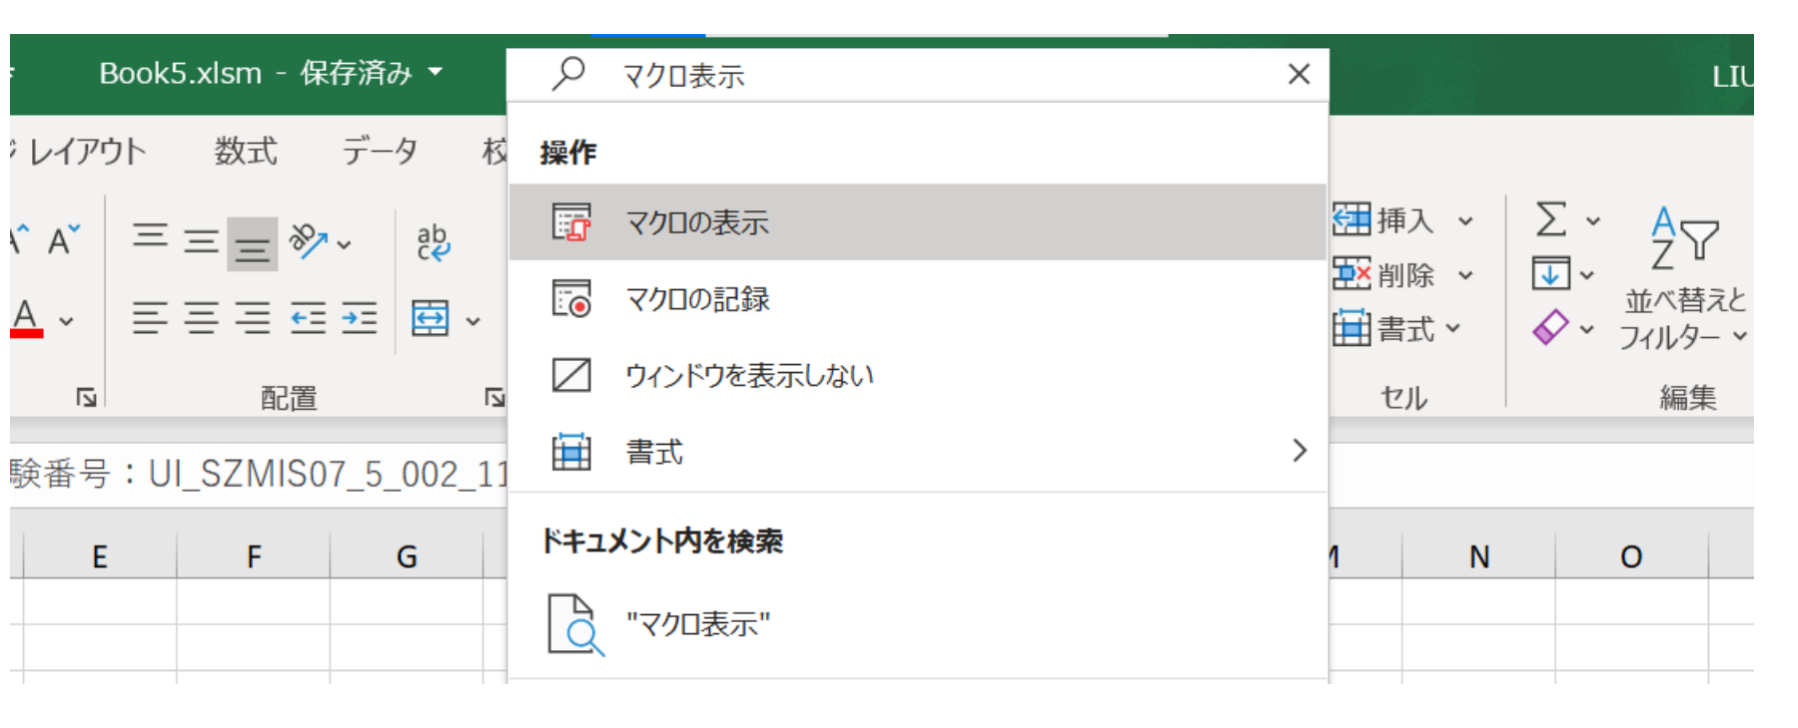 Book5.xlsm - 保存済み
マクロ表示
LIU
ジ レイアウト 数式 データ 校
操作
マクロの表示
マクロの記録
ウィンドウを表示しない
書式
ドキュメント内を検索
"マクロ表示"
A A
ab
ab
c
A
配置
挿入
削除
書式
セル
Σ
A
Z
並べ替えと
フィルター
編集
験番号：UI_SZMIS07_5_002_11
E F G M N O